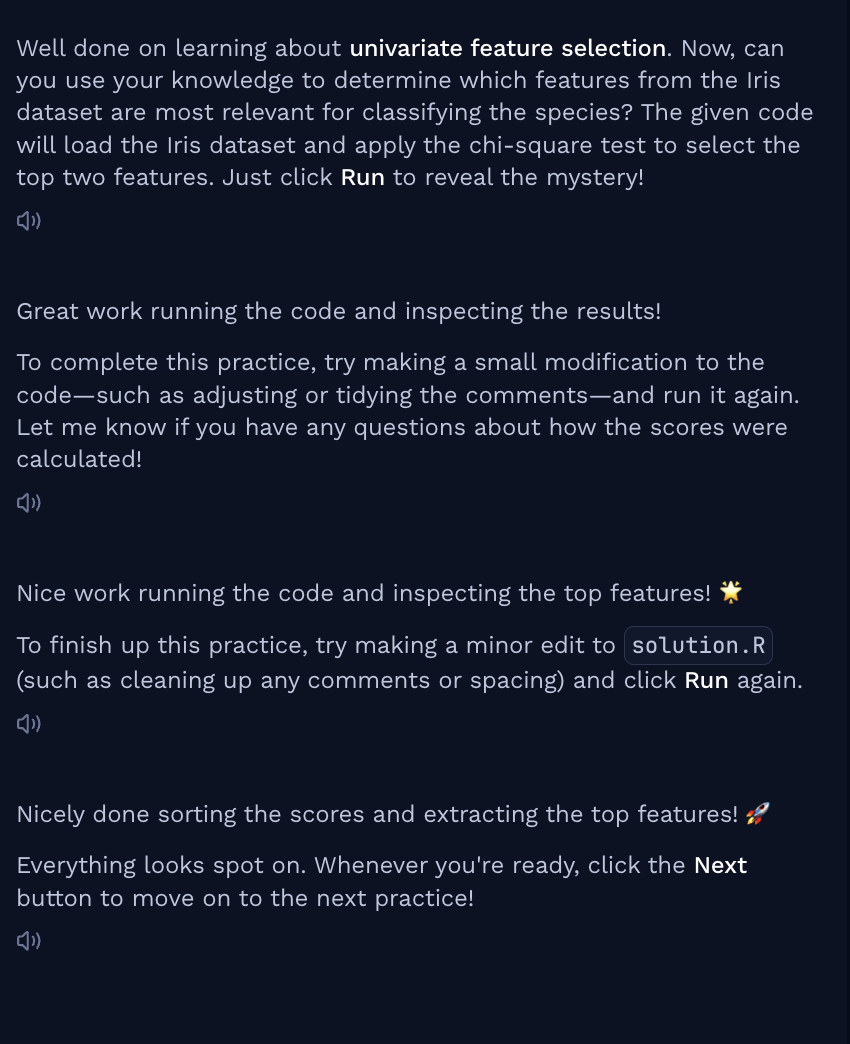 Well done on learning about univariate feature selection. Now, can
you use your knowledge to determine which features from the Iris
dataset are most relevant for classifying the species? The given code
will load the Iris dataset and apply the chi-square test to select the
top two features. Just click Run to reveal the mystery!
Great work running the code and inspecting the results!
To complete this practice, try making a small modification to the
code—such as adjusting or tidying the comments—and run it again.
Let me know if you have any questions about how the scores were
calculated!
Nice work running the code and inspecting the top features! 🌟
To finish up this practice, try making a minor edit to solution.R
(such as cleaning up any comments or spacing) and click Run again.
Nicely done sorting the scores and extracting the top features! 🚀
Everything looks spot on. Whenever you're ready, click the Next
button to move on to the next practice!